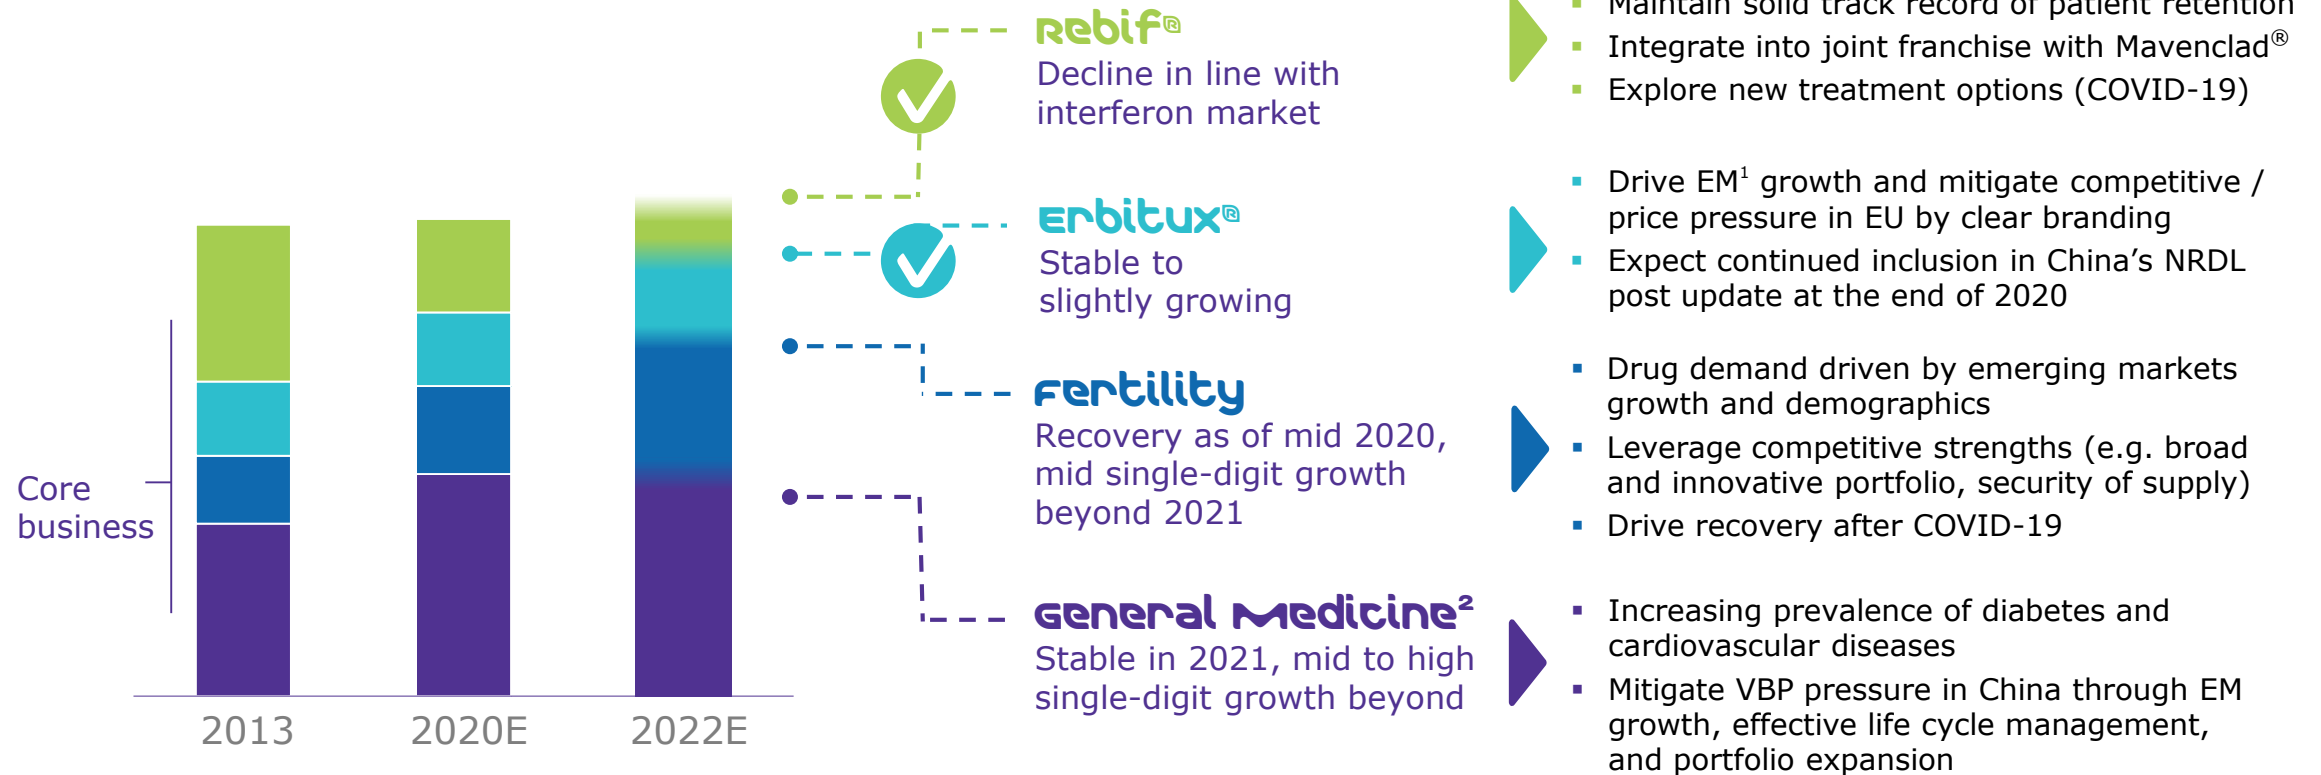 Rebif®
Decline in line with
interferon market
Maintain solid track record of patient retention
Integrate into joint franchise with Mavenclad®
Explore new treatment options (COVID-19)
Erbitux®
Stable to
slightly growing
Drive EM¹ growth and mitigate competitive /
price pressure in EU by clear branding
Expect continued inclusion in China’s NRDL
post update at the end of 2020
Fertility
Recovery as of mid 2020,
mid single-digit growth
beyond 2021
Drug demand driven by emerging markets
growth and demographics
Leverage competitive strengths (e.g. broad
and innovative portfolio, security of supply)
Drive recovery after COVID-19
General Medicine²
Stable in 2021, mid to high
single-digit growth beyond
Increasing prevalence of diabetes and
cardiovascular diseases
Mitigate VBP pressure in China through EM
growth, effective life cycle management,
and portfolio expansion
Core
business
2013
2020E
2022E